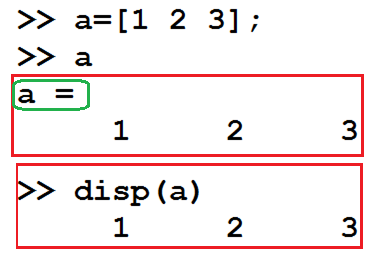 >> a=[1 2 3];
>> a
a =
1 2 3
>> disp(a)
1 2 3